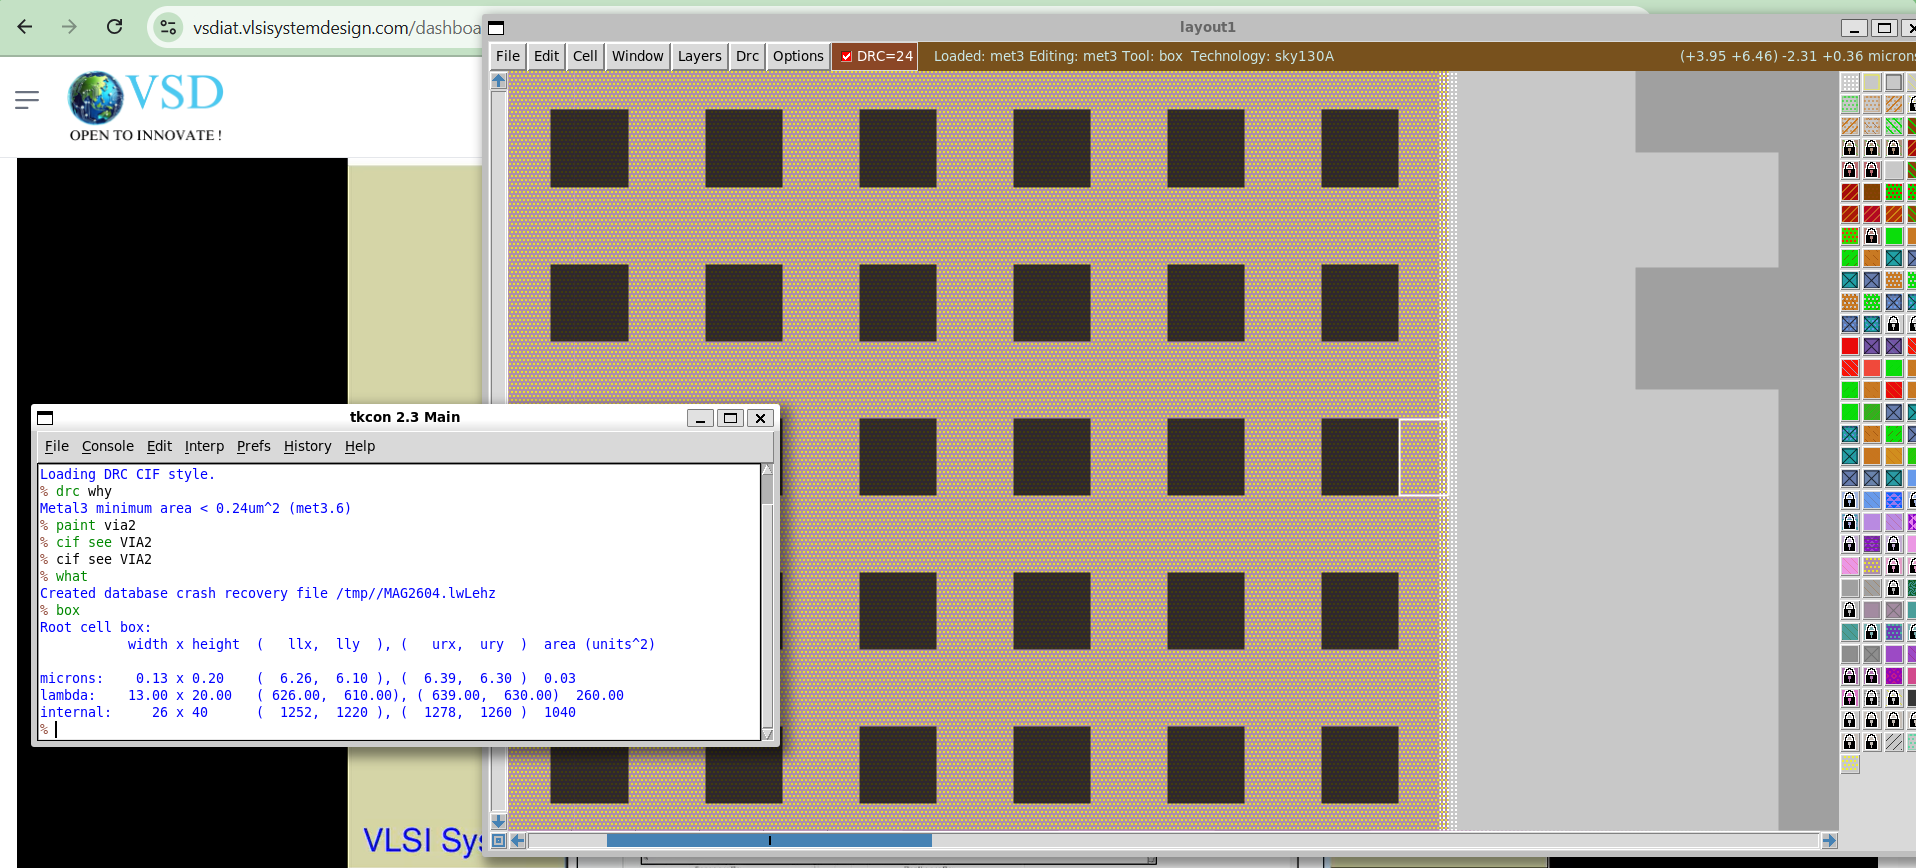 vsdiat.vlsisystemdesign.com/dashboa
layout1
VSD
OPEN TO INNOVATE !
File Edit Cell Window Layers Drc Options DRC=24 Loaded: met3 Editing: met3 Tool: box Technology: sky130A (+3.95 +6.46) -2.31 +0.36 microns
tkcon 2.3 Main
File Console Edit Interp Prefs History Help
Loading DRC CIF style.
% drc why
Metal3 minimum area < 0.24um^2 (met3.6)
% paint via2
% cif see VIA2
% cif see VIA2
% what
Created database crash recovery file /tmp//MAG2604.lwLehz
% box
Root cell box:
width x height ( llx, lly ), ( urx, ury ) area (units^2)
microns: 0.13 x 0.20 ( 6.26, 6.10 ), ( 6.39, 6.30 ) 0.03
lambda: 13.00 x 20.00 ( 626.00, 610.00), ( 639.00, 630.00) 260.00
internal: 26 x 40 ( 1252, 1220 ), ( 1278, 1260 ) 1040
%
VLSI Sys